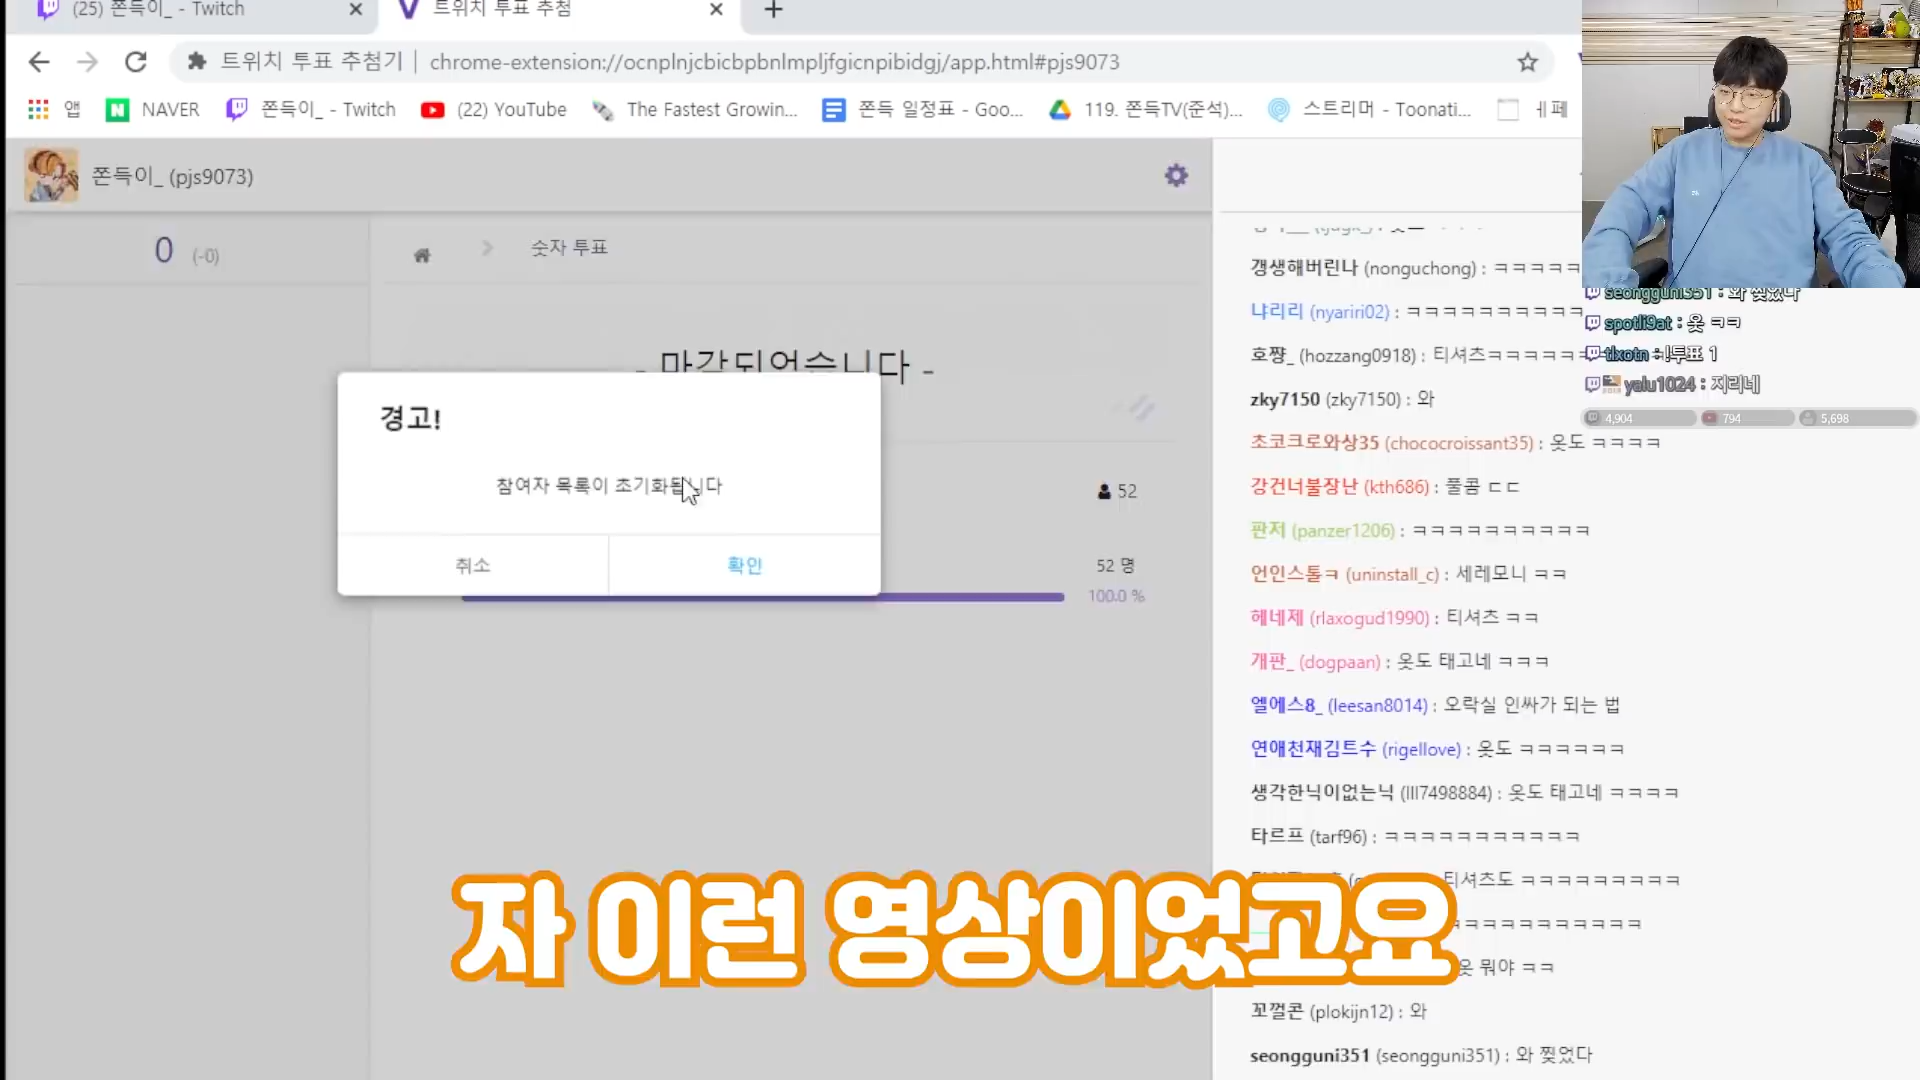 (25) 쫀득이_ - Twitch
트위치 투표 추첨
트위치 투표 추첨기 | chrome-extension://ocnplnjcbicbpbnlmpljfgicnpibidgj/app.html#pjs9073
앱
NAVER
쫀득이_ - Twitch
(22) YouTube
The Fastest Growin...
쫀득 일정표 - Goo...
119. 쫀득TV(준석)...
스트리머 - Toonati...
쫀득이_ (pjs9073)
0 (-0)
숫자 투표
- 마감되었습니다 -
경고!
참여자 목록이 초기화됩니다
취소
확인
52
52 명
100.0 %
갱생해버린나 (nonguchong) : ㅋㅋㅋㅋㅋ
냐리리 (nyariri02) : ㅋㅋㅋㅋㅋㅋㅋㅋㅋㅋ
호쨩_ (hozzang0918) : 티셔츠ㅋㅋㅋㅋㅋㅋ
zky7150 (zky7150) : 와
초코크로와상35 (chococroissant35) : 옷도 ㅋㅋㅋㅋ
강건너불장난 (kth686) : 풀콤 ㄷㄷ
판저 (panzer1206) : ㅋㅋㅋㅋㅋㅋㅋㅋㅋㅋ
언인스톨ㅋ (uninstall_c) : 세레모니 ㅋㅋ
헤네제 (rlaxogud1990) : 티셔츠 ㅋㅋ
개판_ (dogpaan) : 옷도 태고네 ㅋㅋㅋ
엘에스8_ (leesan8014) : 오락실 인싸가 되는 법
연애천재김트수 (rigellove) : 옷도 ㅋㅋㅋㅋㅋㅋ
생각한닉이없는닉 (lll7498884) : 옷도 태고네 ㅋㅋㅋㅋ
타르프 (tarf96) : ㅋㅋㅋㅋㅋㅋㅋㅋㅋㅋㅋ
티셔츠도 ㅋㅋㅋㅋㅋㅋㅋㅋㅋ
ㅋㅋㅋㅋㅋㅋㅋㅋㅋㅋㅋ
옷 뭐야 ㅋㅋ
꼬껄콘 (plokijn12) : 와
seongguni351 (seongguni351) : 와 찢었다
seongguni351 : 와 찢었다
spotli9at : 옷 ㅋㅋ
tlxotn : !투표 1
yalu1024 : 지리네
4,904
794
5,698
자 이런 영상이었고요